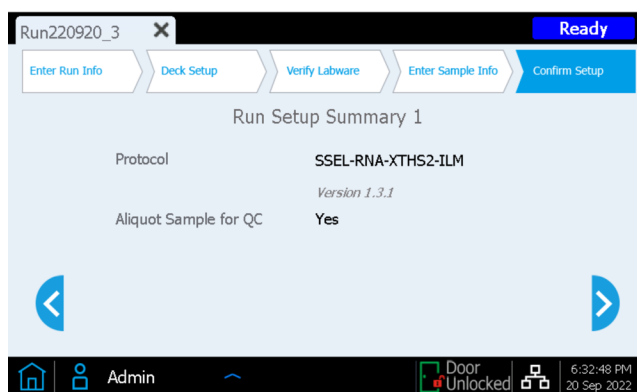 Run220920_3
Ready
Enter Run Info
Deck Setup
Verify Labware
Enter Sample Info
Confirm Setup
Run Setup Summary 1
Protocol SSEL-RNA-XTHS2-ILM
Version 1.3.1
Aliquot Sample for QC Yes
Admin
Door
Unlocked
6:32:48 PM
20 Sep 2022